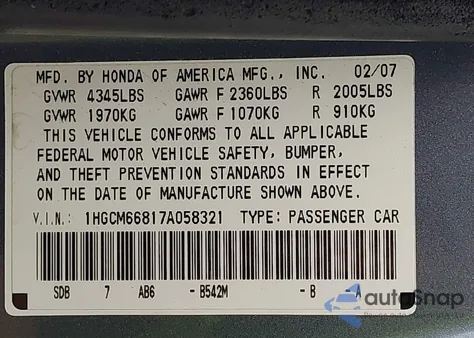 MFD. BY HONDA OF AMERICA MFG., INC. 02/07
GVWR 4345LBS GAWR F 2360LBS R 2005LBS
GVWR 1970KG GAWR F 1070KG R 910KG
THIS VEHICLE CONFORMS TO ALL APPLICABLE
FEDERAL MOTOR VEHICLE SAFETY, BUMPER,
AND THEFT PREVENTION STANDARDS IN EFFECT
ON THE DATE OF MANUFACTURE SHOWN ABOVE.
V.I.N.: 1HGCM66817A058321 TYPE: PASSENGER CAR
SDB 7 AB6 - B542M - B - A
autoSnap